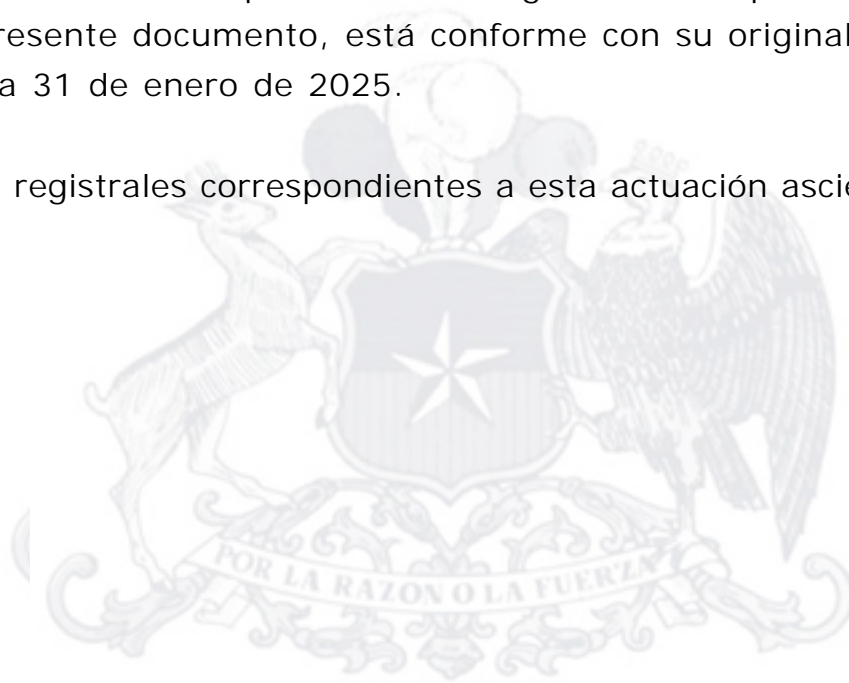 resente documento, está conforme con su original
a 31 de enero de 2025.
registrales correspondientes a esta actuación ascie
POR LA RAZON O LA FUERZA